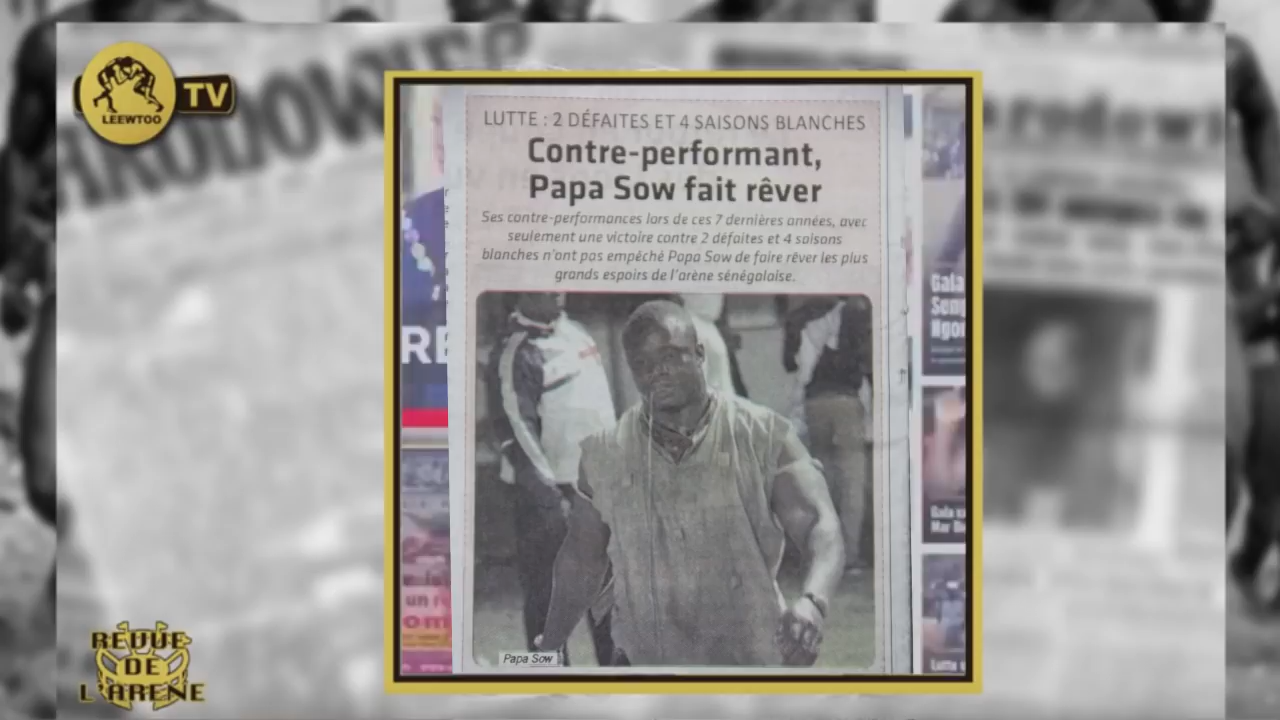 LEEWTOO
TV
LUTTE : 2 DÉFAITES ET 4 SAISONS BLANCHES
Contre-performant,
Papa Sow fait rêver
Ses contre-performances lors de ces 7 dernières années, avec
seulement une victoire contre 2 défaites et 4 saisons
blanches n'ont pas empêché Papa Sow de faire rêver les plus
grands espoirs de l'arène sénégalaise.
Papa Sow
Gala
REVUE
DE
L'ARENE